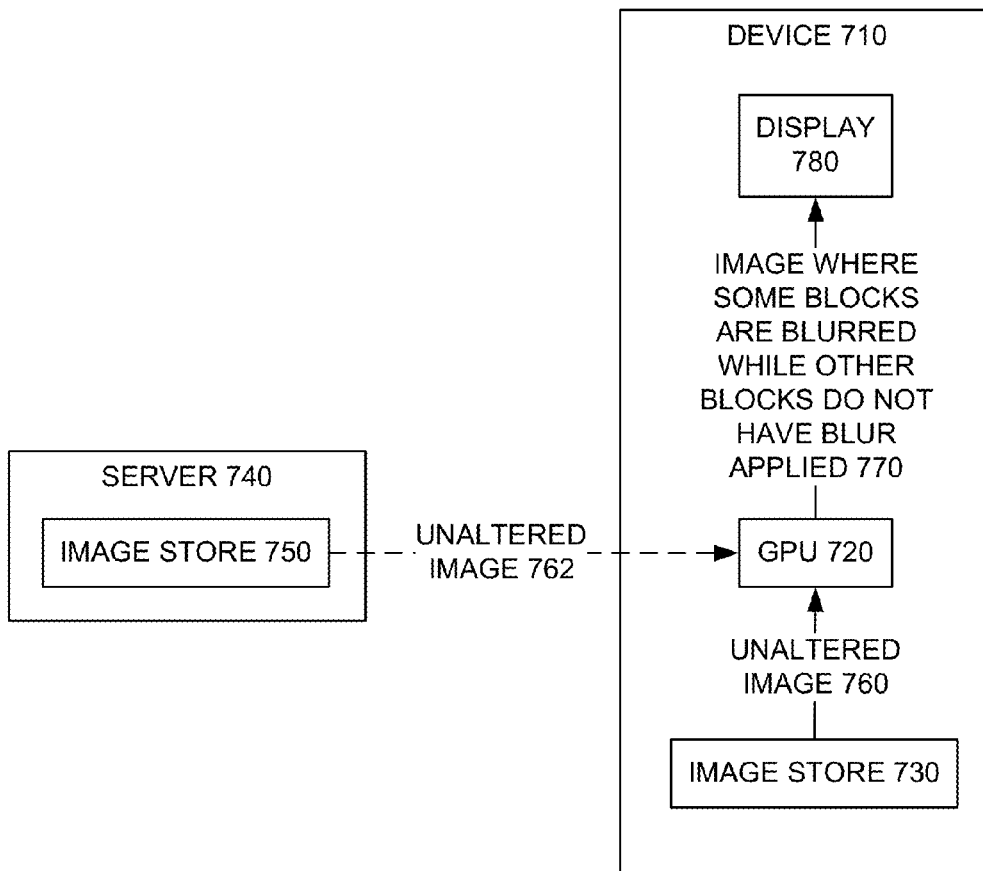 DEVICE 710
DISPLAY
780
IMAGE WHERE
SOME BLOCKS
ARE BLURRED
WHILE OTHER
BLOCKS DO NOT
HAVE BLUR
APPLIED 770
SERVER 740
IMAGE STORE 750
UNALTERED
IMAGE 762
GPU 720
UNALTERED
IMAGE 760
IMAGE STORE 730